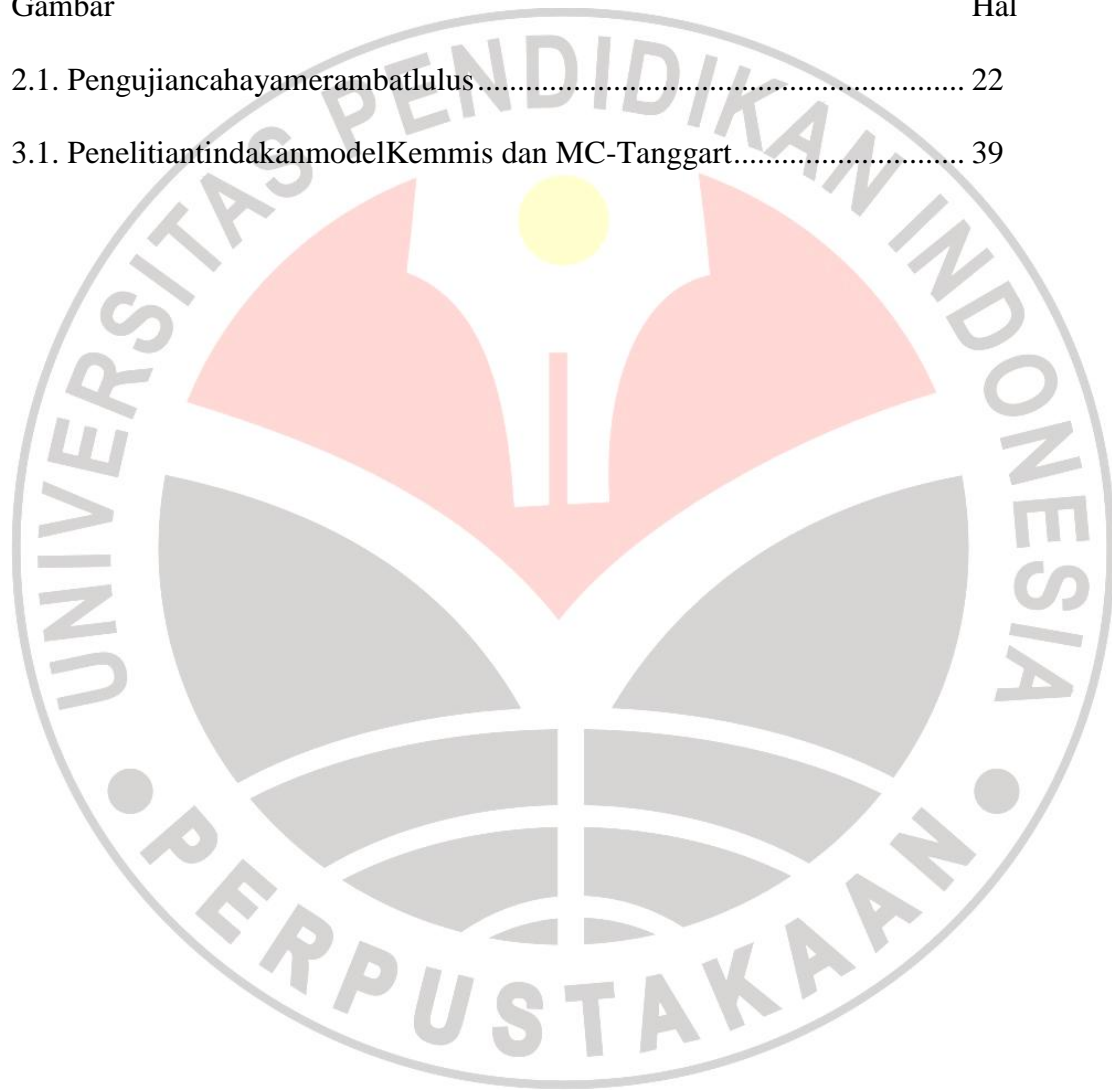 Gambar Hal
2.1. Pengujiancahayamerambatlulus.................................................... 22
3.1. PenelitiantindakanmodelKemmis dan MC-Tanggart......................... 39
UNIVERSITAS PENDIDIKAN INDONESIA
PERPUSTAKAAN